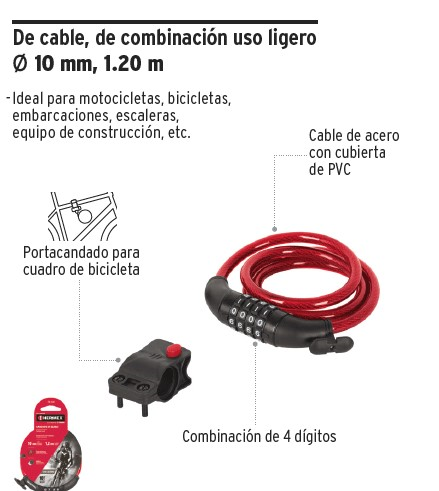 De cable, de combinación uso ligero
Ø 10 mm, 1.20 m
-Ideal para motocicletas, bicicletas,
embarcaciones, escaleras,
equipo de construcción, etc.
Cable de acero
con cubierta
de PVC
Portacandado para
cuadro de bicicleta
Combinación de 4 dígitos
HERMEX